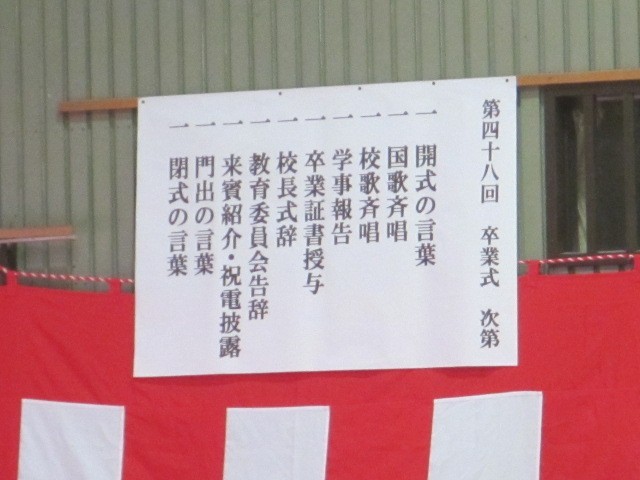 第四十八回 卒業式 次第
一 開式の言葉
一 国歌斉唱
一 校歌斉唱
一 学事報告
一 卒業証書授与
一 校長式辞
一 教育委員会告辞
一 来賓紹介・祝電披露
一 門出の言葉
一 閉式の言葉